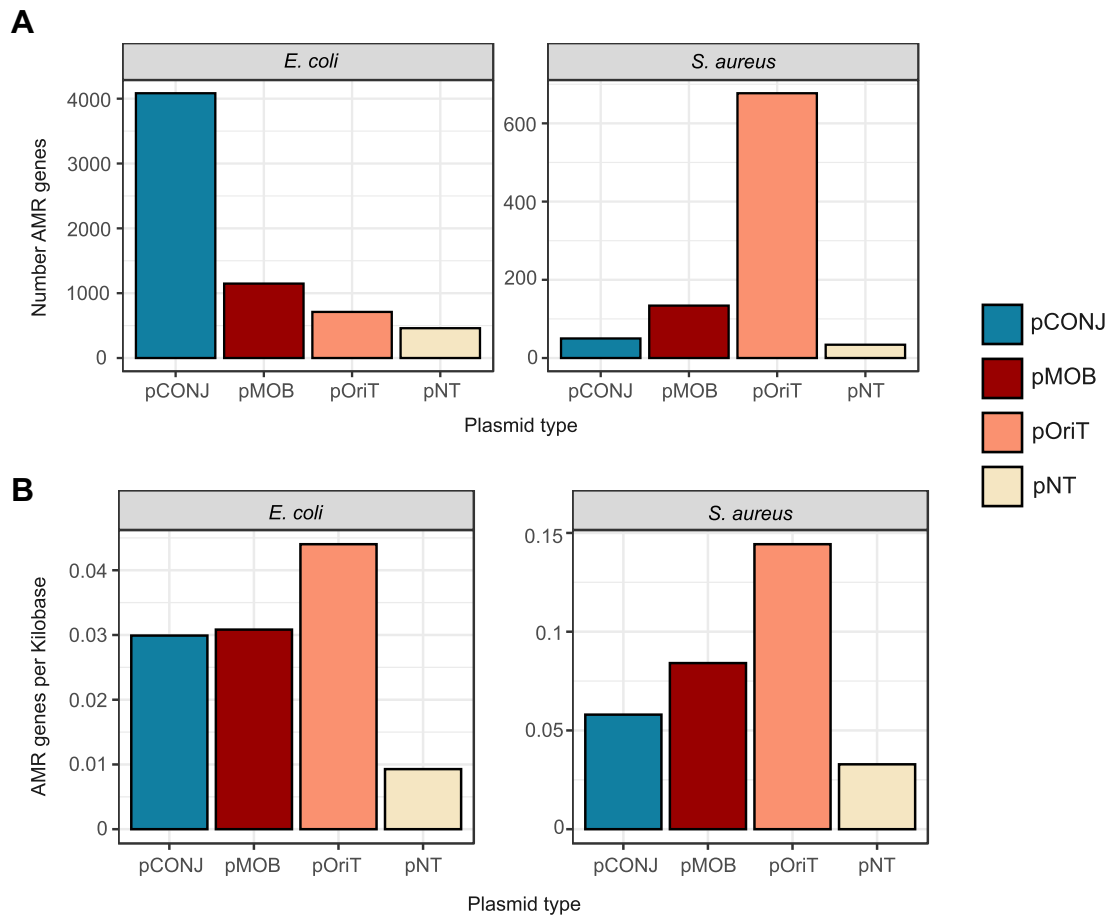 A
E. coli
S. aureus
Number AMR genes
4000
3000
2000
1000
0
600
400
200
0
pCONJ pMOB pOriT pNT
pCONJ pMOB pOriT pNT
Plasmid type
pCONJ
pMOB
pOriT
pNT
B
E. coli
S. aureus
AMR genes per Kilobase
0.04
0.03
0.02
0.01
0
0.15
0.1
0.05
0
pCONJ pMOB pOriT pNT
pCONJ pMOB pOriT pNT
Plasmid type